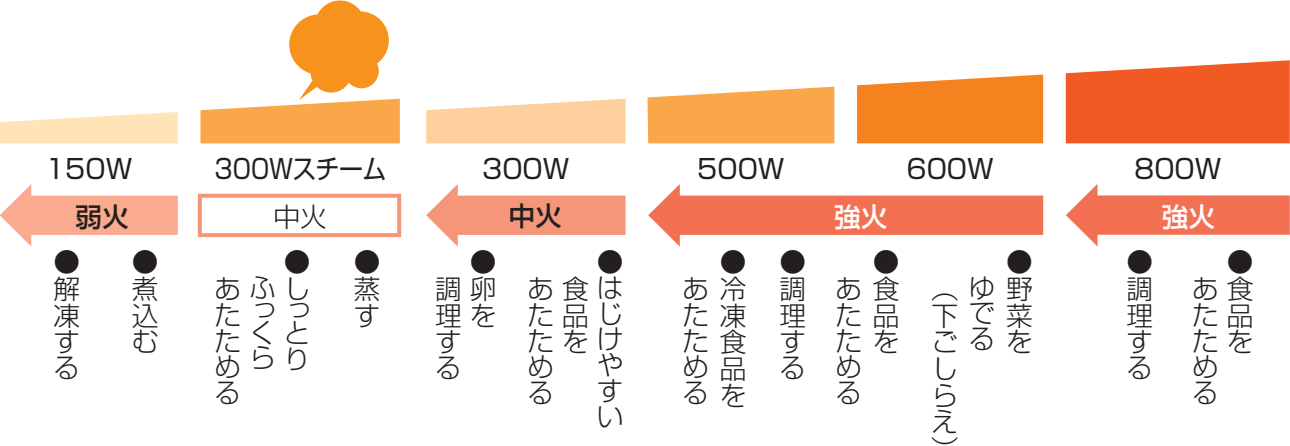 150W
300Wスチーム
300W
500W
600W
800W
弱火
中火
中火
強火
強火
●解凍する
●煮込む
●しっとり
ふっくら
あたためる
●蒸す
●卵を
調理する
●はじけやすい
食品を
あたためる
●冷凍食品を
あたためる
●調理する
●食品を
あたためる
●野菜を
ゆでる
（下ごしらえ）
●調理する
●食品を
あたためる